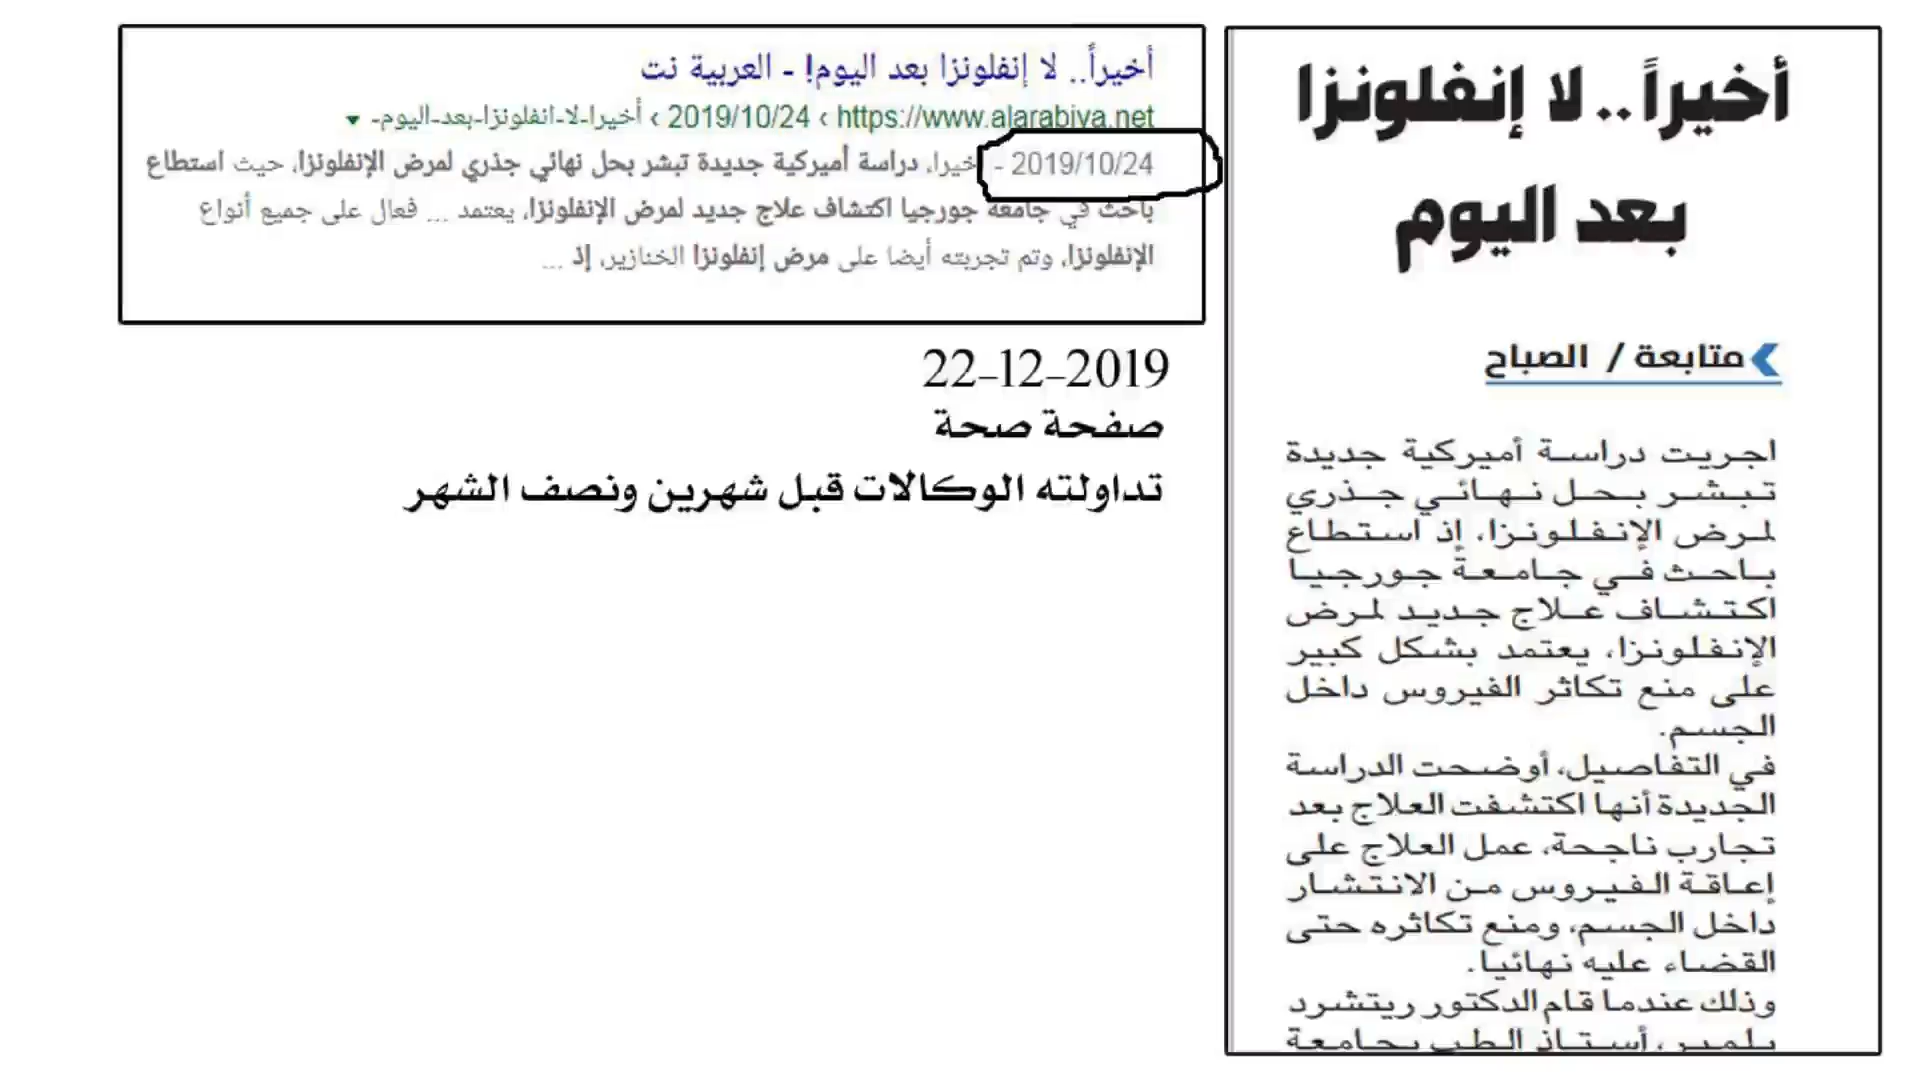 أخيراً.. لا إنفلونزا بعد اليوم
متابعة / الصباح
اجريت دراسة أميركية جديدة
تبشر بحل نهائي جذري
لمرض الإنفلونزا، إذ استطاع
باحث في جامعة جورجيا
اكتشاف علاج جديد لمرض
الإنفلونزا، يعتمد بشكل كبير
على منع تكاثر الفيروس داخل
الجسم.
في التفاصيل، أوضحت الدراسة
الجديدة أنها اكتشفت العلاج بعد
تجارب ناجحة، عمل العلاج على
إعاقة الفيروس من الانتشار
داخل الجسم، ومنع تكاثره حتى
القضاء عليه نهائيا.
وذلك عندما قام الدكتور ريتشرد
بلمير، أستاذ الطب بجامعة
أخيراً.. لا إنفلونزا بعد اليوم! - العربية نت
https://www.alarabiya.net › 2019/10/24 › أخيرا-لا-انفلونزا-بعد-اليوم-
2019/10/24 - خيرا، دراسة أميركية جديدة تبشر بحل نهائي جذري لمرض الإنفلونزا، حيث استطاع
باحث في جامعة جورجيا اكتشاف علاج جديد لمرض الإنفلونزا، يعتمد ... فعال على جميع أنواع
الإنفلونزا، وتم تجربته أيضا على مرض إنفلونزا الخنازير، إذ ...
22-12-2019
صفحة صحة
تداولته الوكالات قبل شهرين ونصف الشهر